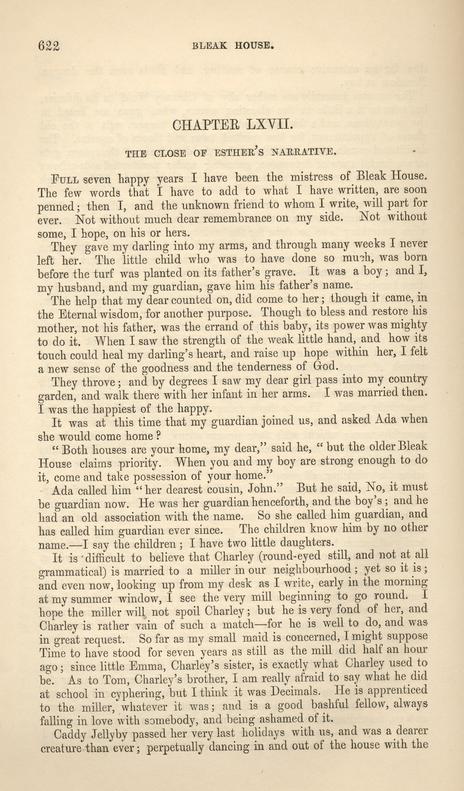 622
BLEAK HOUSE.
CHAPTER LXVII.
THE CLOSE OF ESTHER'S NARRATIVE.
FULL seven happy years I have been the mistress of Bleak House.
The few words that I have to add to what I have written, are soon
penned; then I, and the unknown friend to whom I write, will part for
ever. Not without much dear remembrance on my side. Not without
some, I hope, on his or hers.
They gave my darling into my arms, and through many weeks I never
left her. The little child who was to have done so much, was born
before the turf was planted on its father's grave. It was a boy; and I,
my husband, and my guardian, gave him his father's name.
The help that my dear counted on, did come to her; though it came, in
the Eternal wisdom, for another purpose. Though to bless and restore his
mother, not his father, was the errand of this baby, its power was mighty
to do it. When I saw the strength of the weak little hand, and how its
touch could heal my darling's heart, and raise up hope within her, I felt
a new sense of the goodness and the tenderness of God.
They throve; and by degrees I saw my dear girl pass into my country
garden, and walk there with her infant in her arms. I was married then.
I was the happiest of the happy.
It was at this time that my guardian joined us, and asked Ada when
she would come home?
"Both houses are your home, my dear," said he, "but the older Bleak
House claims priority. When you and my boy are strong enough to do
it, come and take possession of your home."
Ada called him "her dearest cousin, John." But he said, No, it must
be guardian now. He was her guardian henceforth, and the boy's; and he
had an old association with the name. So she called him guardian, and
has called him guardian ever since. The children know him by no other
name.—I say the children; I have two little daughters.
It is difficult to believe that Charley (round-eyed still, and not at all
grammatical) is married to a miller in our neighbourhood; yet so it is;
and even now, looking up from my desk as I write, early in the morning
at my summer window, I see the very mill beginning to go round. I
hope the miller will not spoil Charley; but he is very fond of her, and
Charley is rather vain of such a match—for he is well to do, and was
in great request. So far as my small maid is concerned, I might suppose
Time to have stood for seven years as still as the mill did half an hour
ago; since little Emma, Charley's sister, is exactly what Charley used to
be. As to Tom, Charley's brother, I am really afraid to say what he did
at school in cyphering, but I think it was Decimals. He is apprenticed
to the miller, whatever it was; and is a good bashful fellow, always
falling in love with somebody, and being ashamed of it.
Caddy Jellyby passed her very last holidays with us, and was a dearer
creature than ever; perpetually dancing in and out of the house with the